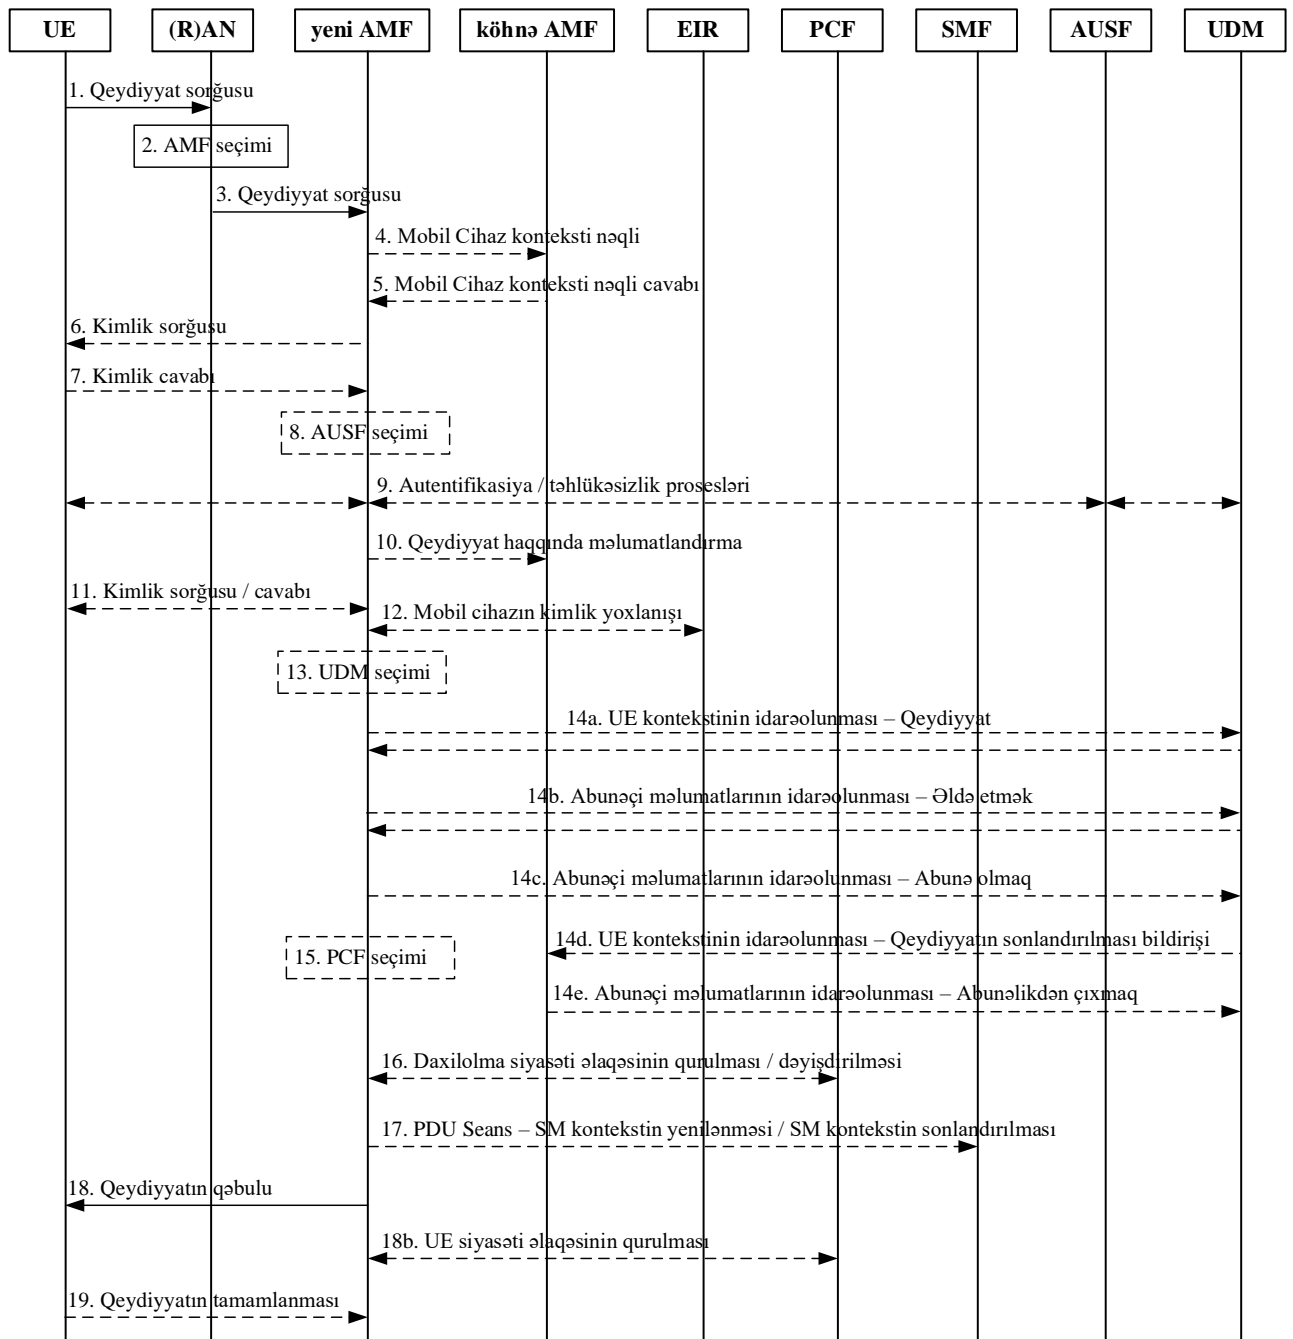 UE
(R)AN
yeni AMF
köhnə AMF
EIR
PCF
SMF
AUSF
UDM
1. Qeydiyyat sorğusu
2. AMF seçimi
3. Qeydiyyat sorğusu
4. Mobil Cihaz konteksti nəqli
5. Mobil Cihaz konteksti nəqli cavabı
6. Kimlik sorğusu
7. Kimlik cavabı
8. AUSF seçimi
9. Autentifikasiya / təhlükəsizlik prosesləri
10. Qeydiyyat haqqında məlumatlandırma
11. Kimlik sorğusu / cavabı
12. Mobil cihazın kimlik yoxlanışı
13. UDM seçimi
14a. UE kontekstinin idarəolunması – Qeydiyyat
14b. Abunəçi məlumatlarının idarəolunması – Əldə etmək
14c. Abunəçi məlumatlarının idarəolunması – Abunə olmaq
14d. UE kontekstinin idarəolunması – Qeydiyyatın sonlandırılması bildirişi
15. PCF seçimi
14e. Abunəçi məlumatlarının idarəolunması – Abunəlikdən çıxmaq
16. Daxilolma siyasəti əlaqəsinin qurulması / dəyişdirilməsi
17. PDU Seans – SM kontekstin yenilənməsi / SM kontekstin sonlandırılması
18. Qeydiyyatın qəbulu
18b. UE siyasəti əlaqəsinin qurulması
19. Qeydiyyatın tamamlanması